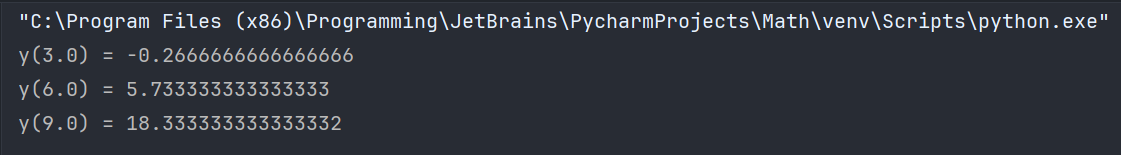 "C:\Program Files (x86)\Programming\JetBrains\PycharmProjects\Math\venv\Scripts\python.exe"
y(3.0) = -0.2666666666666666
y(6.0) = 5.733333333333333
y(9.0) = 18.333333333333332